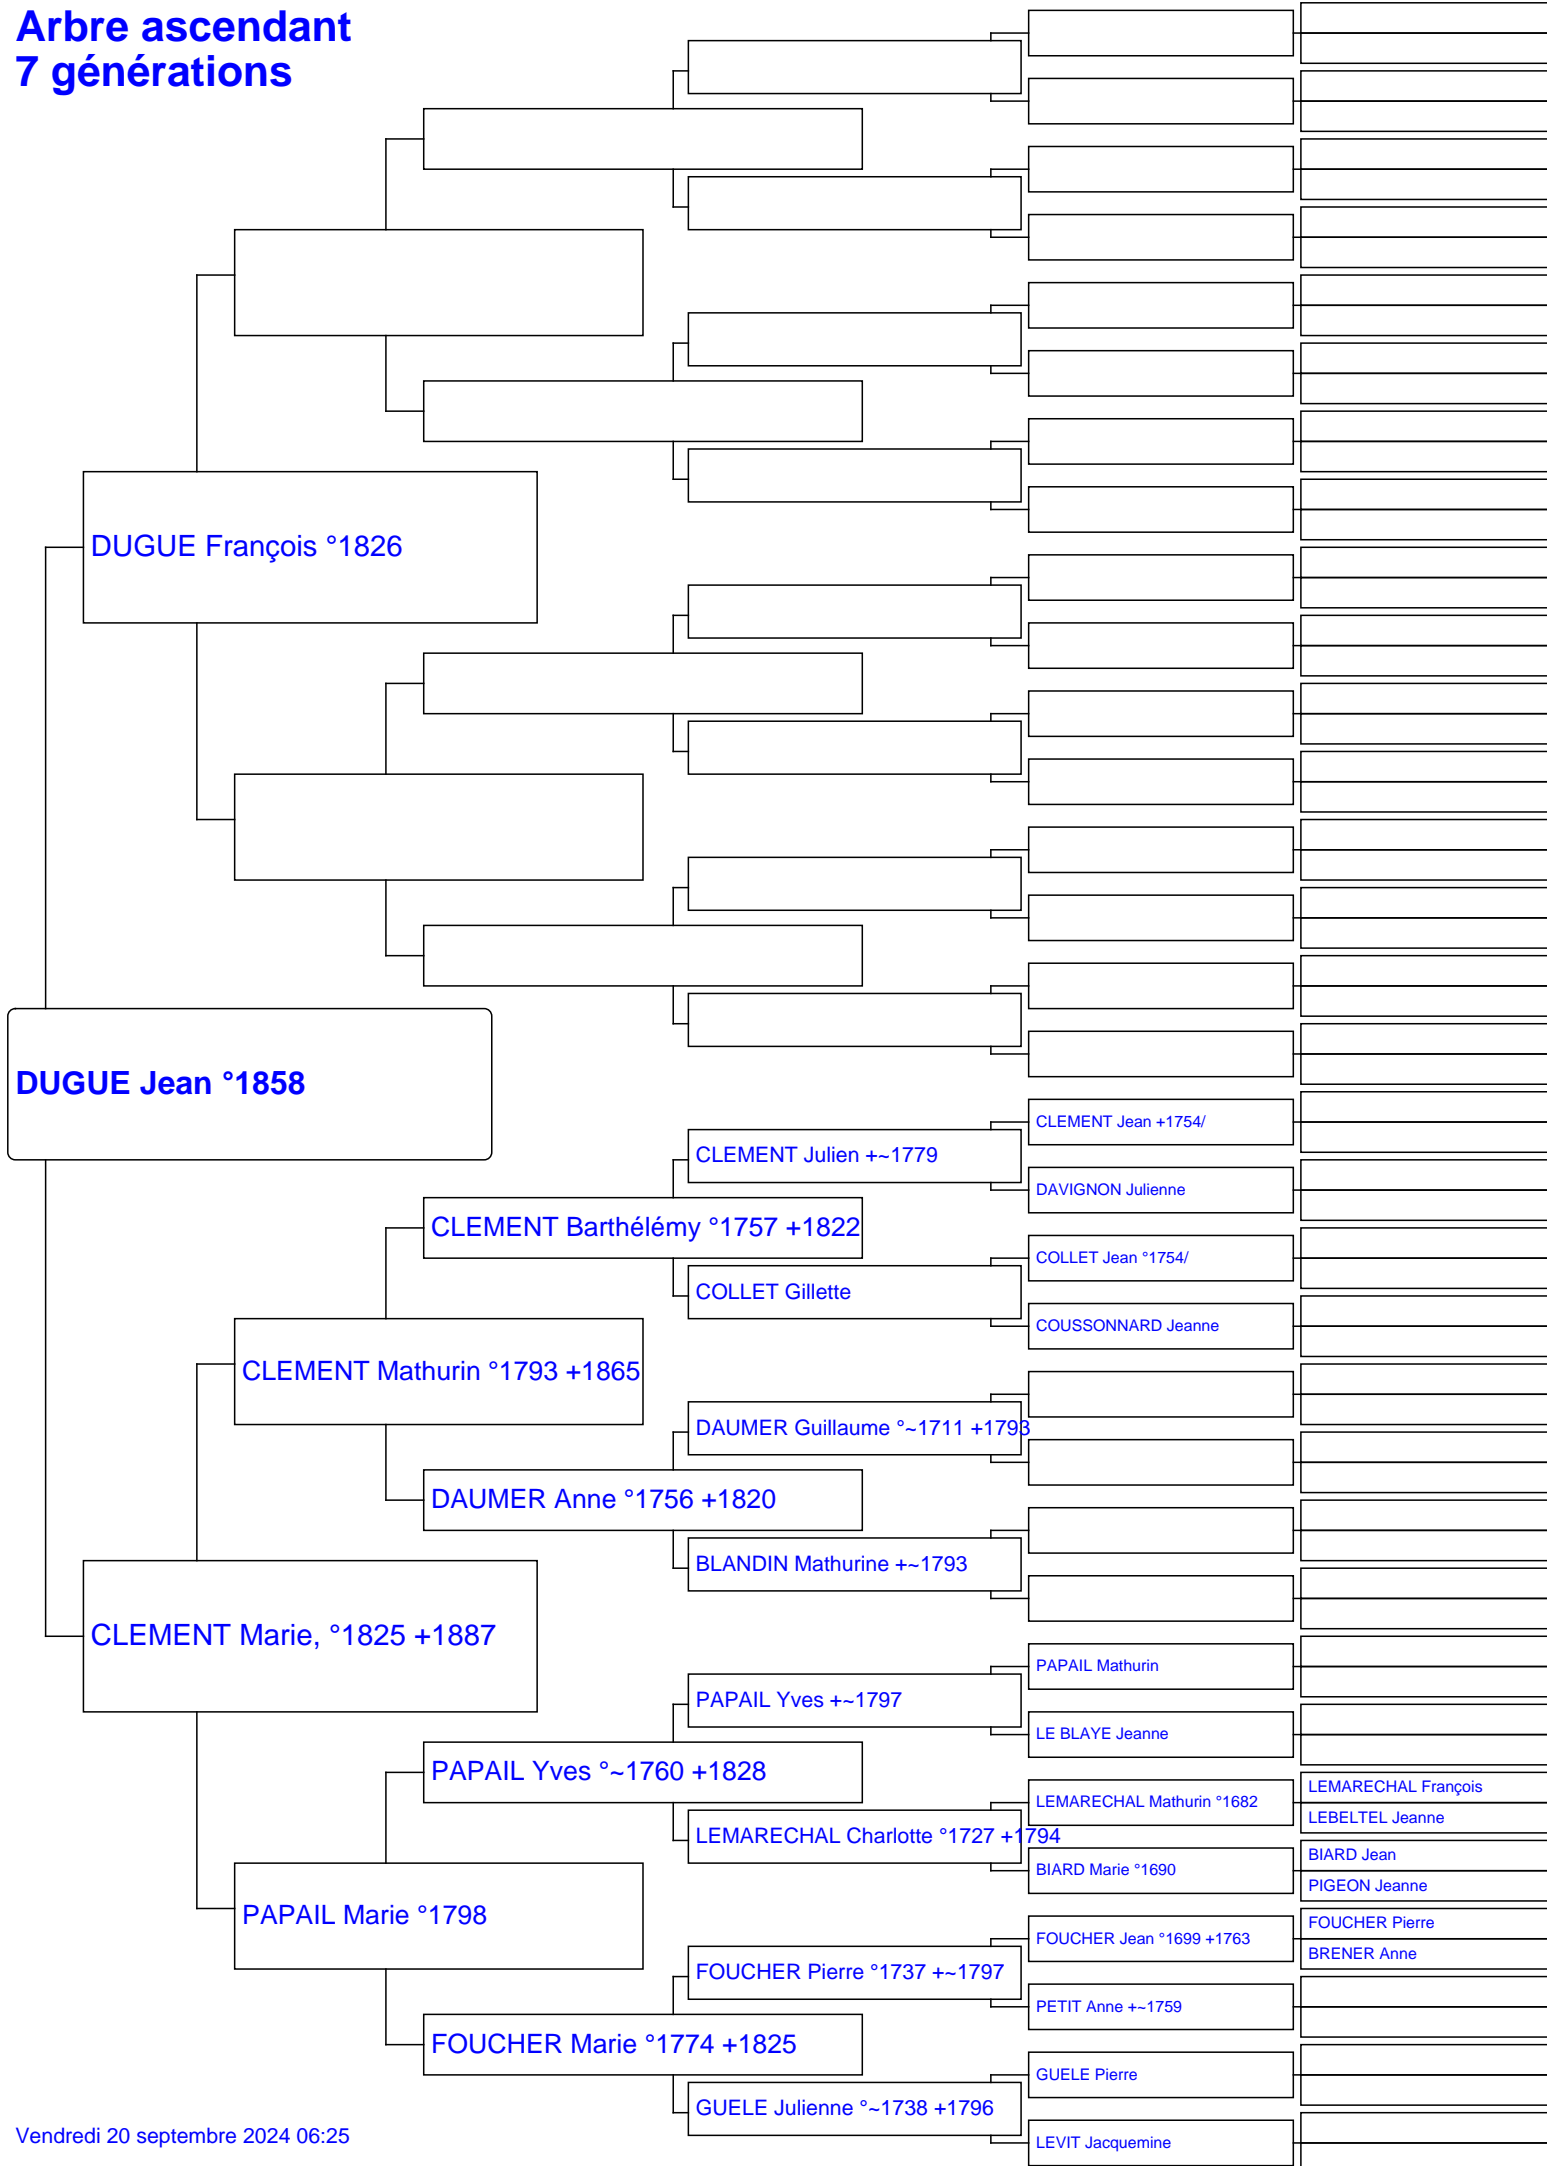 Arbre ascendant
7 générations
DUGUE François °1826
DUGUE Jean °1858
CLEMENT Jean +1754/
CLEMENT Julien +~1779
DAVIGNON Julienne
CLEMENT Barthélémy °1757 +1822
COLLET Jean °1754/
COLLET Gillette
COUSSONNARD Jeanne
CLEMENT Mathurin °1793 +1865
DAUMER Guillaume °~1711 +1793
DAUMER Anne °1756 +1820
BLANDIN Mathurine +~1793
CLEMENT Marie, °1825 +1887
PAPAIL Mathurin
PAPAIL Yves +~1797
LE BLAYE Jeanne
PAPAIL Yves °~1760 +1828
LEMARECHAL François
LEMARECHAL Mathurin °1682
LEBELTEL Jeanne
LEMARECHAL Charlotte °1727 +1794
BIARD Jean
BIARD Marie °1690
PIGEON Jeanne
PAPAIL Marie °1798
FOUCHER Pierre
FOUCHER Jean °1699 +1763
BRENER Anne
FOUCHER Pierre °1737 +~1797
PETIT Anne +~1759
FOUCHER Marie °1774 +1825
GUELE Pierre
GUELE Julienne °~1738 +1796
LEVIT Jacquemine
Vendredi 20 septembre 2024 06:25